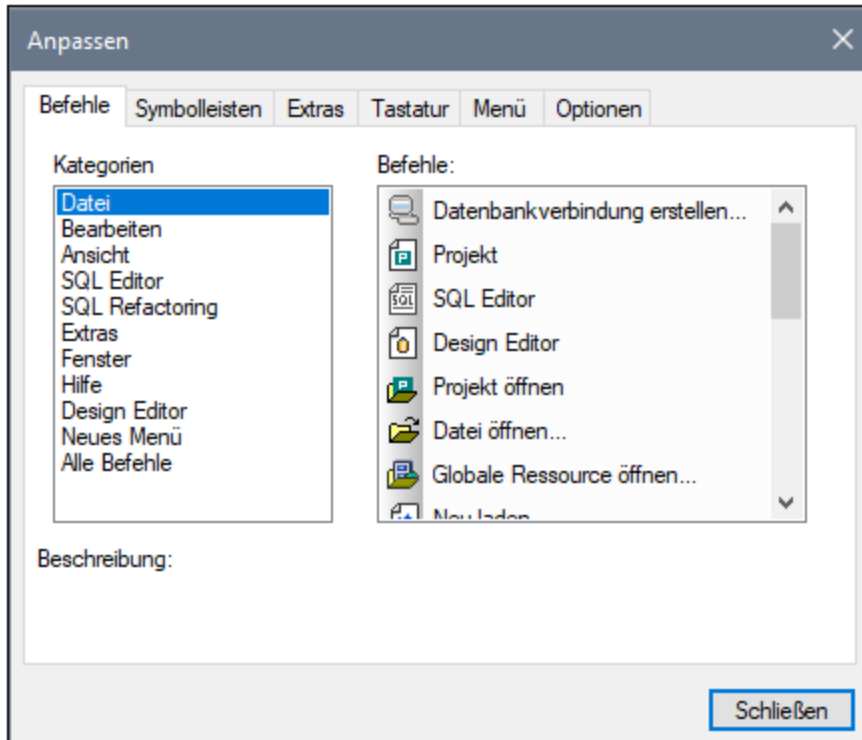 Anpassen
Befehle Symbolleisten Extras Tastatur Menü Optionen
Kategorien
Datei
Bearbeiten
Ansicht
SQL Editor
SQL Refactoring
Extras
Fenster
Hilfe
Design Editor
Neues Menü
Alle Befehle
Befehle:
Datenbankverbindung erstellen...
Projekt
SQL Editor
Design Editor
Projekt öffnen
Datei öffnen...
Globale Ressource öffnen...
Neu laden
Beschreibung:
Schließen